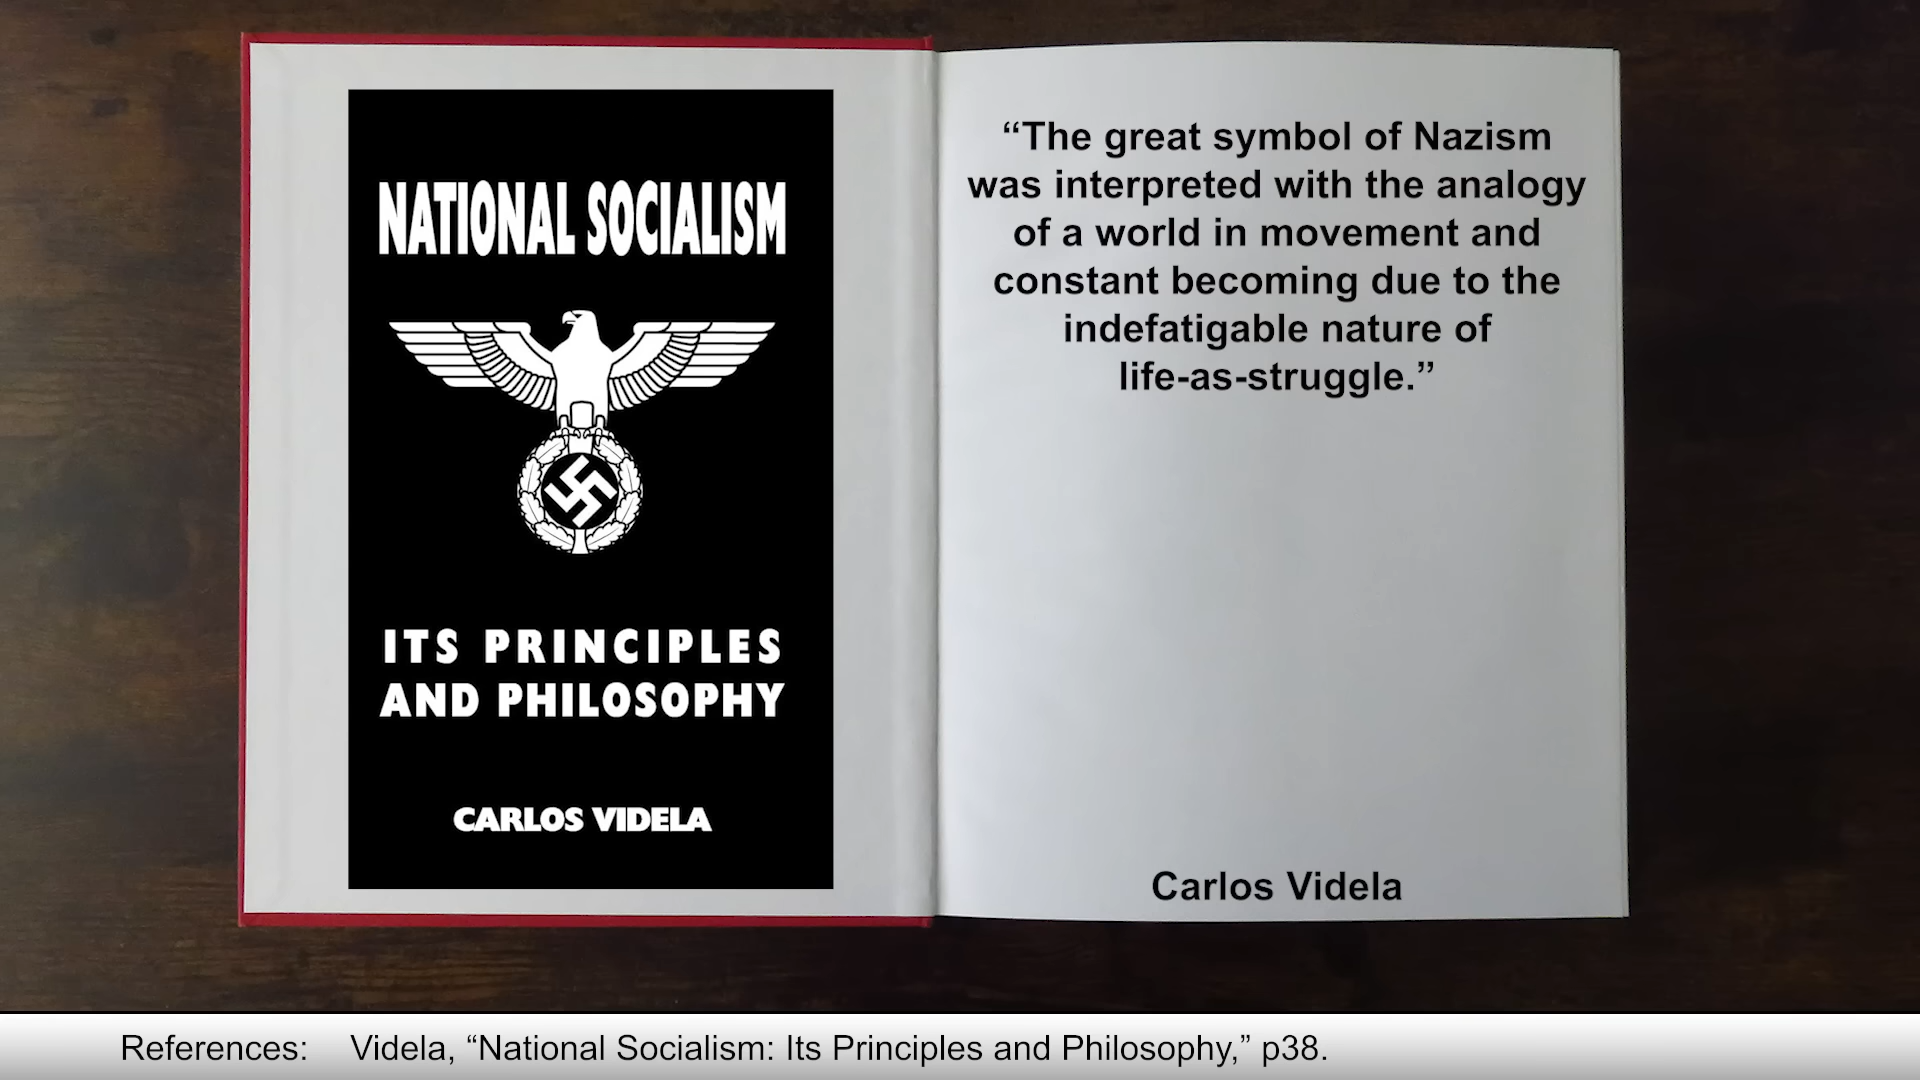 NATIONAL SOCIALISM
ITS PRINCIPLES
AND PHILOSOPHY
CARLOS VIDELA
“The great symbol of Nazism
was interpreted with the analogy
of a world in movement and
constant becoming due to the
indefatigable nature of
life-as-struggle.”
Carlos Videla
References: Videla, “National Socialism: Its Principles and Philosophy,” p38.